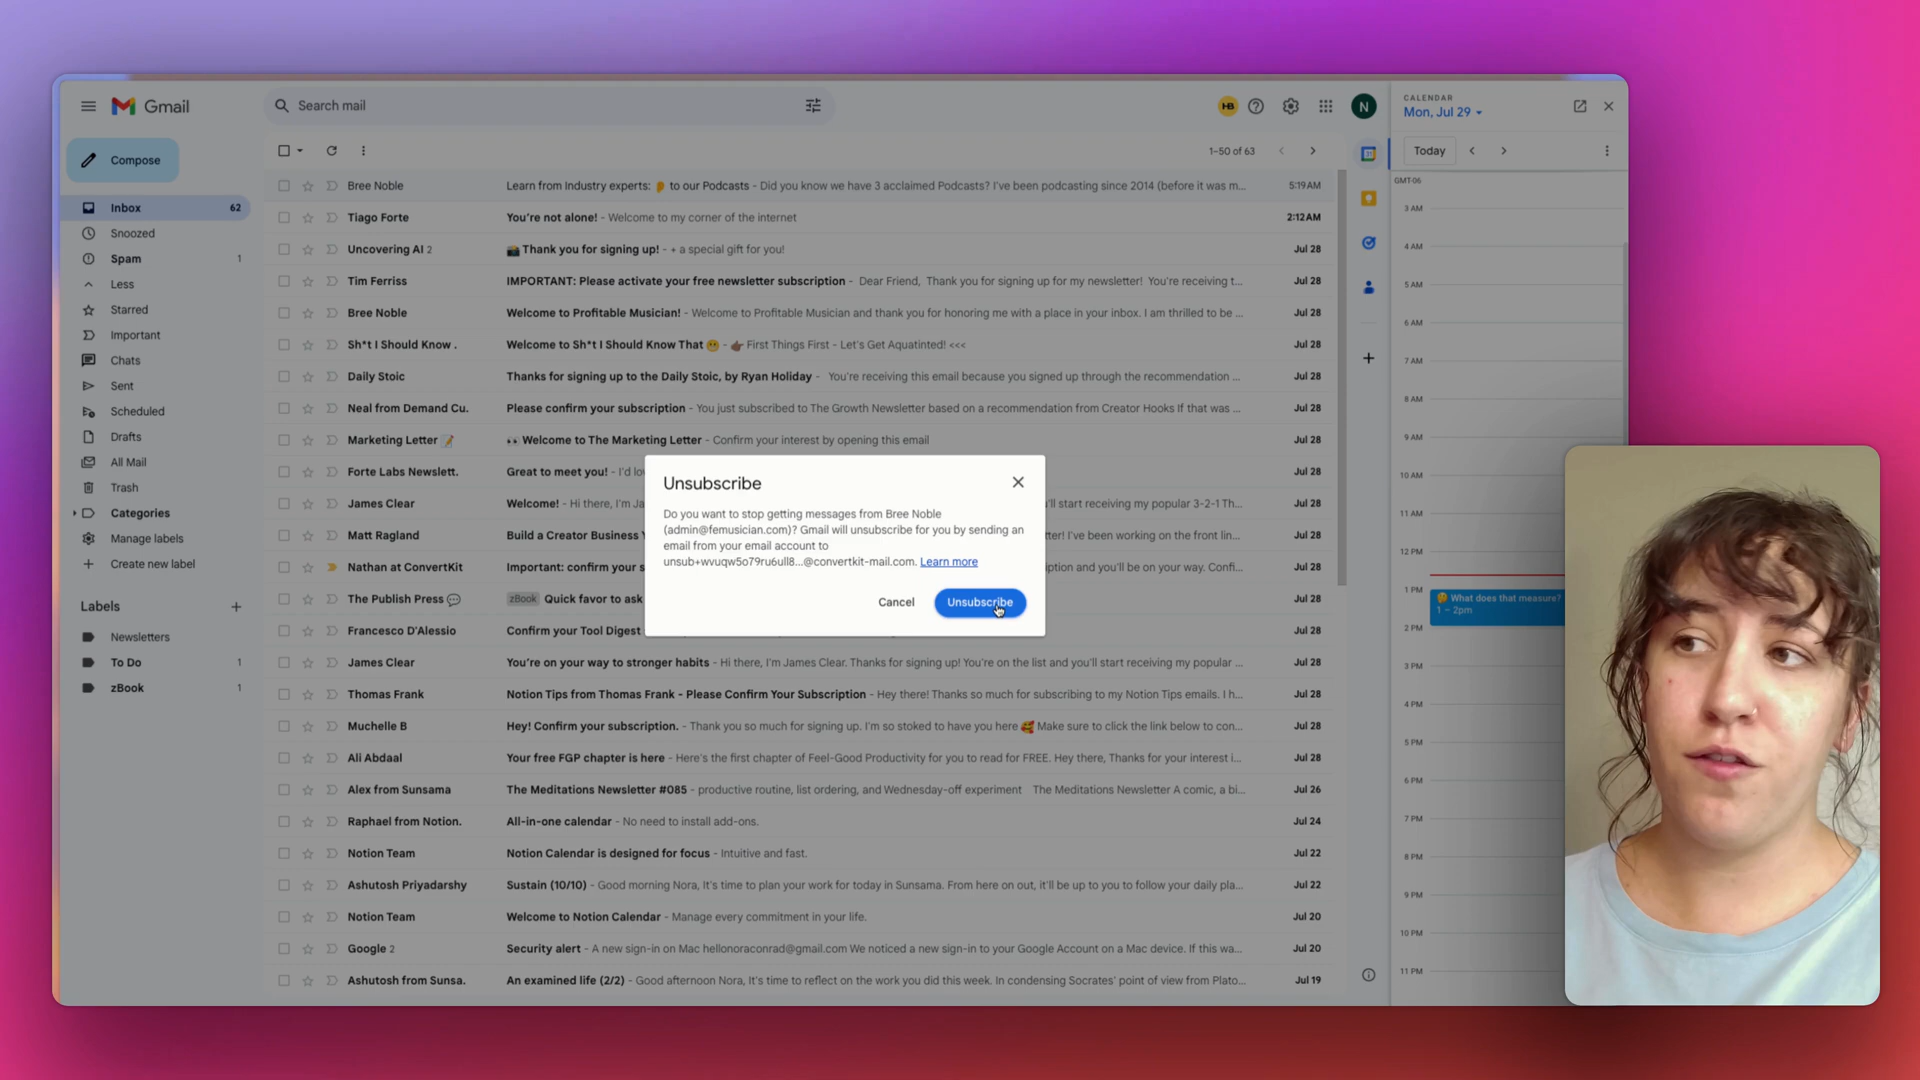 Gmail
Search mail
HB
N
CALENDAR
Mon, Jul 29
Compose
1–50 of 63
Today
GMT-06
Inbox 62
Snoozed
Spam 1
Less
Starred
Important
Chats
Sent
Scheduled
Drafts
All Mail
Trash
Categories
Manage labels
Create new label
Labels
Newsletters
To Do 1
zBook 1
Bree Noble Learn from Industry experts: 👂 to our Podcasts - Did you know we have 3 acclaimed Podcasts? I've been podcasting since 2014 (before it was m... 5:19 AM
Tiago Forte You're not alone! - Welcome to my corner of the internet 2:12 AM
Uncovering AI 2 📸 Thank you for signing up! - + a special gift for you! Jul 28
Tim Ferriss IMPORTANT: Please activate your free newsletter subscription - Dear Friend, Thank you for signing up for my newsletter! You're receiving t... Jul 28
Bree Noble Welcome to Profitable Musician! - Welcome to Profitable Musician and thank you for honoring me with a place in your inbox. I am thrilled to be ... Jul 28
Sh*t I Should Know . Welcome to Sh*t I Should Know That 😬 - 👉🏽 First Things First - Let's Get Aquatinted! <<< Jul 28
Daily Stoic Thanks for signing up to the Daily Stoic, by Ryan Holiday - You're receiving this email because you signed up through the recommendation ... Jul 28
Neal from Demand Cu. Please confirm your subscription - You just subscribed to The Growth Newsletter based on a recommendation from Creator Hooks If that was ... Jul 28
Marketing Letter 📝 👀 Welcome to The Marketing Letter - Confirm your interest by opening this email Jul 28
Forte Labs Newslett. Great to meet you! - I'd lo Jul 28
James Clear Welcome! - Hi there, I'm Ja 'll start receiving my popular 3-2-1 Th... Jul 28
Matt Ragland Build a Creator Business tter! I've been working on the front lin... Jul 28
Nathan at ConvertKit Important: confirm your s iption and you'll be on your way. Confi... Jul 28
The Publish Press 💬 zBook Quick favor to ask Jul 28
Francesco D'Alessio Confirm your Tool Digest Jul 28
James Clear You're on your way to stronger habits - Hi there, I'm James Clear. Thanks for signing up! You're on the list and you'll start receiving my popular ... Jul 28
Thomas Frank Notion Tips from Thomas Frank - Please Confirm Your Subscription - Hey there! Thanks so much for subscribing to my Notion Tips emails. I h... Jul 28
Muchelle B Hey! Confirm your subscription. - Thank you so much for signing up. I'm so stoked to have you here 🥰 Make sure to click the link below to con... Jul 28
Ali Abdaal Your free FGP chapter is here - Here's the first chapter of Feel-Good Productivity for you to read for FREE. Hey there, Thanks for your interest i... Jul 28
Alex from Sunsama The Meditations Newsletter #085 - productive routine, list ordering, and Wednesday-off experiment The Meditations Newsletter A comic, a bi... Jul 26
Raphael from Notion. All-in-one calendar - No need to install add-ons. Jul 24
Notion Team Notion Calendar is designed for focus - Intuitive and fast. Jul 22
Ashutosh Priyadarshy Sustain (10/10) - Good morning Nora, It's time to plan your work for today in Sunsama. From here on out, it'll be up to you to follow your daily pla... Jul 22
Notion Team Welcome to Notion Calendar - Manage every commitment in your life. Jul 20
Google 2 Security alert - A new sign-in on Mac hellonoraconrad@gmail.com We noticed a new sign-in to your Google Account on a Mac device. If this wa... Jul 20
Ashutosh from Sunsa. An examined life (2/2) - Good afternoon Nora, It's time to reflect on the work you did this week. In condensing Socrates' point of view from Plato... Jul 19
Unsubscribe
Do you want to stop getting messages from Bree Noble
(admin@femusician.com)? Gmail will unsubscribe for you by sending an
email from your email account to
unsub+wvuqw5o79ru6ull8...@convertkit-mail.com. Learn more
Cancel
Unsubscribe
3 AM
4 AM
5 AM
6 AM
7 AM
8 AM
9 AM
10 AM
11 AM
12 PM
1 PM
🤔 What does that measure?
1 – 2pm
2 PM
3 PM
4 PM
5 PM
6 PM
7 PM
8 PM
9 PM
10 PM
11 PM